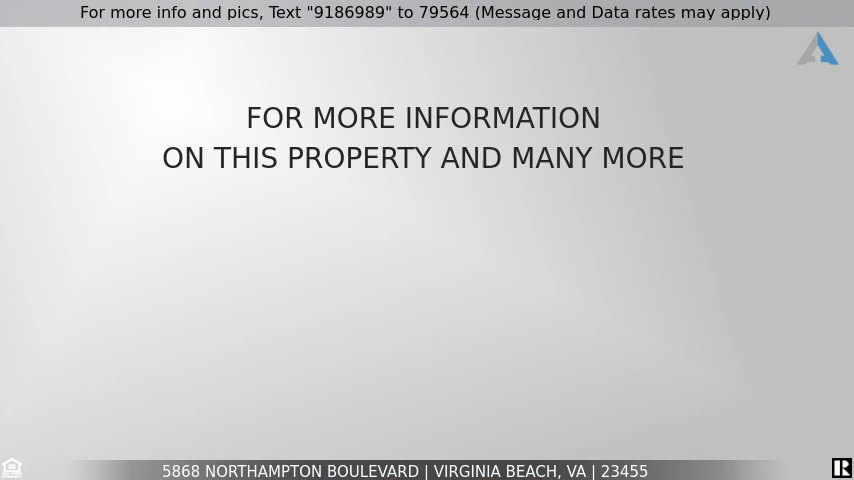 For more info and pics, Text "9186989" to 79564 (Message and Data rates may apply)
FOR MORE INFORMATION
ON THIS PROPERTY AND MANY MORE
5868 NORTHAMPTON BOULEVARD | VIRGINIA BEACH, VA | 23455